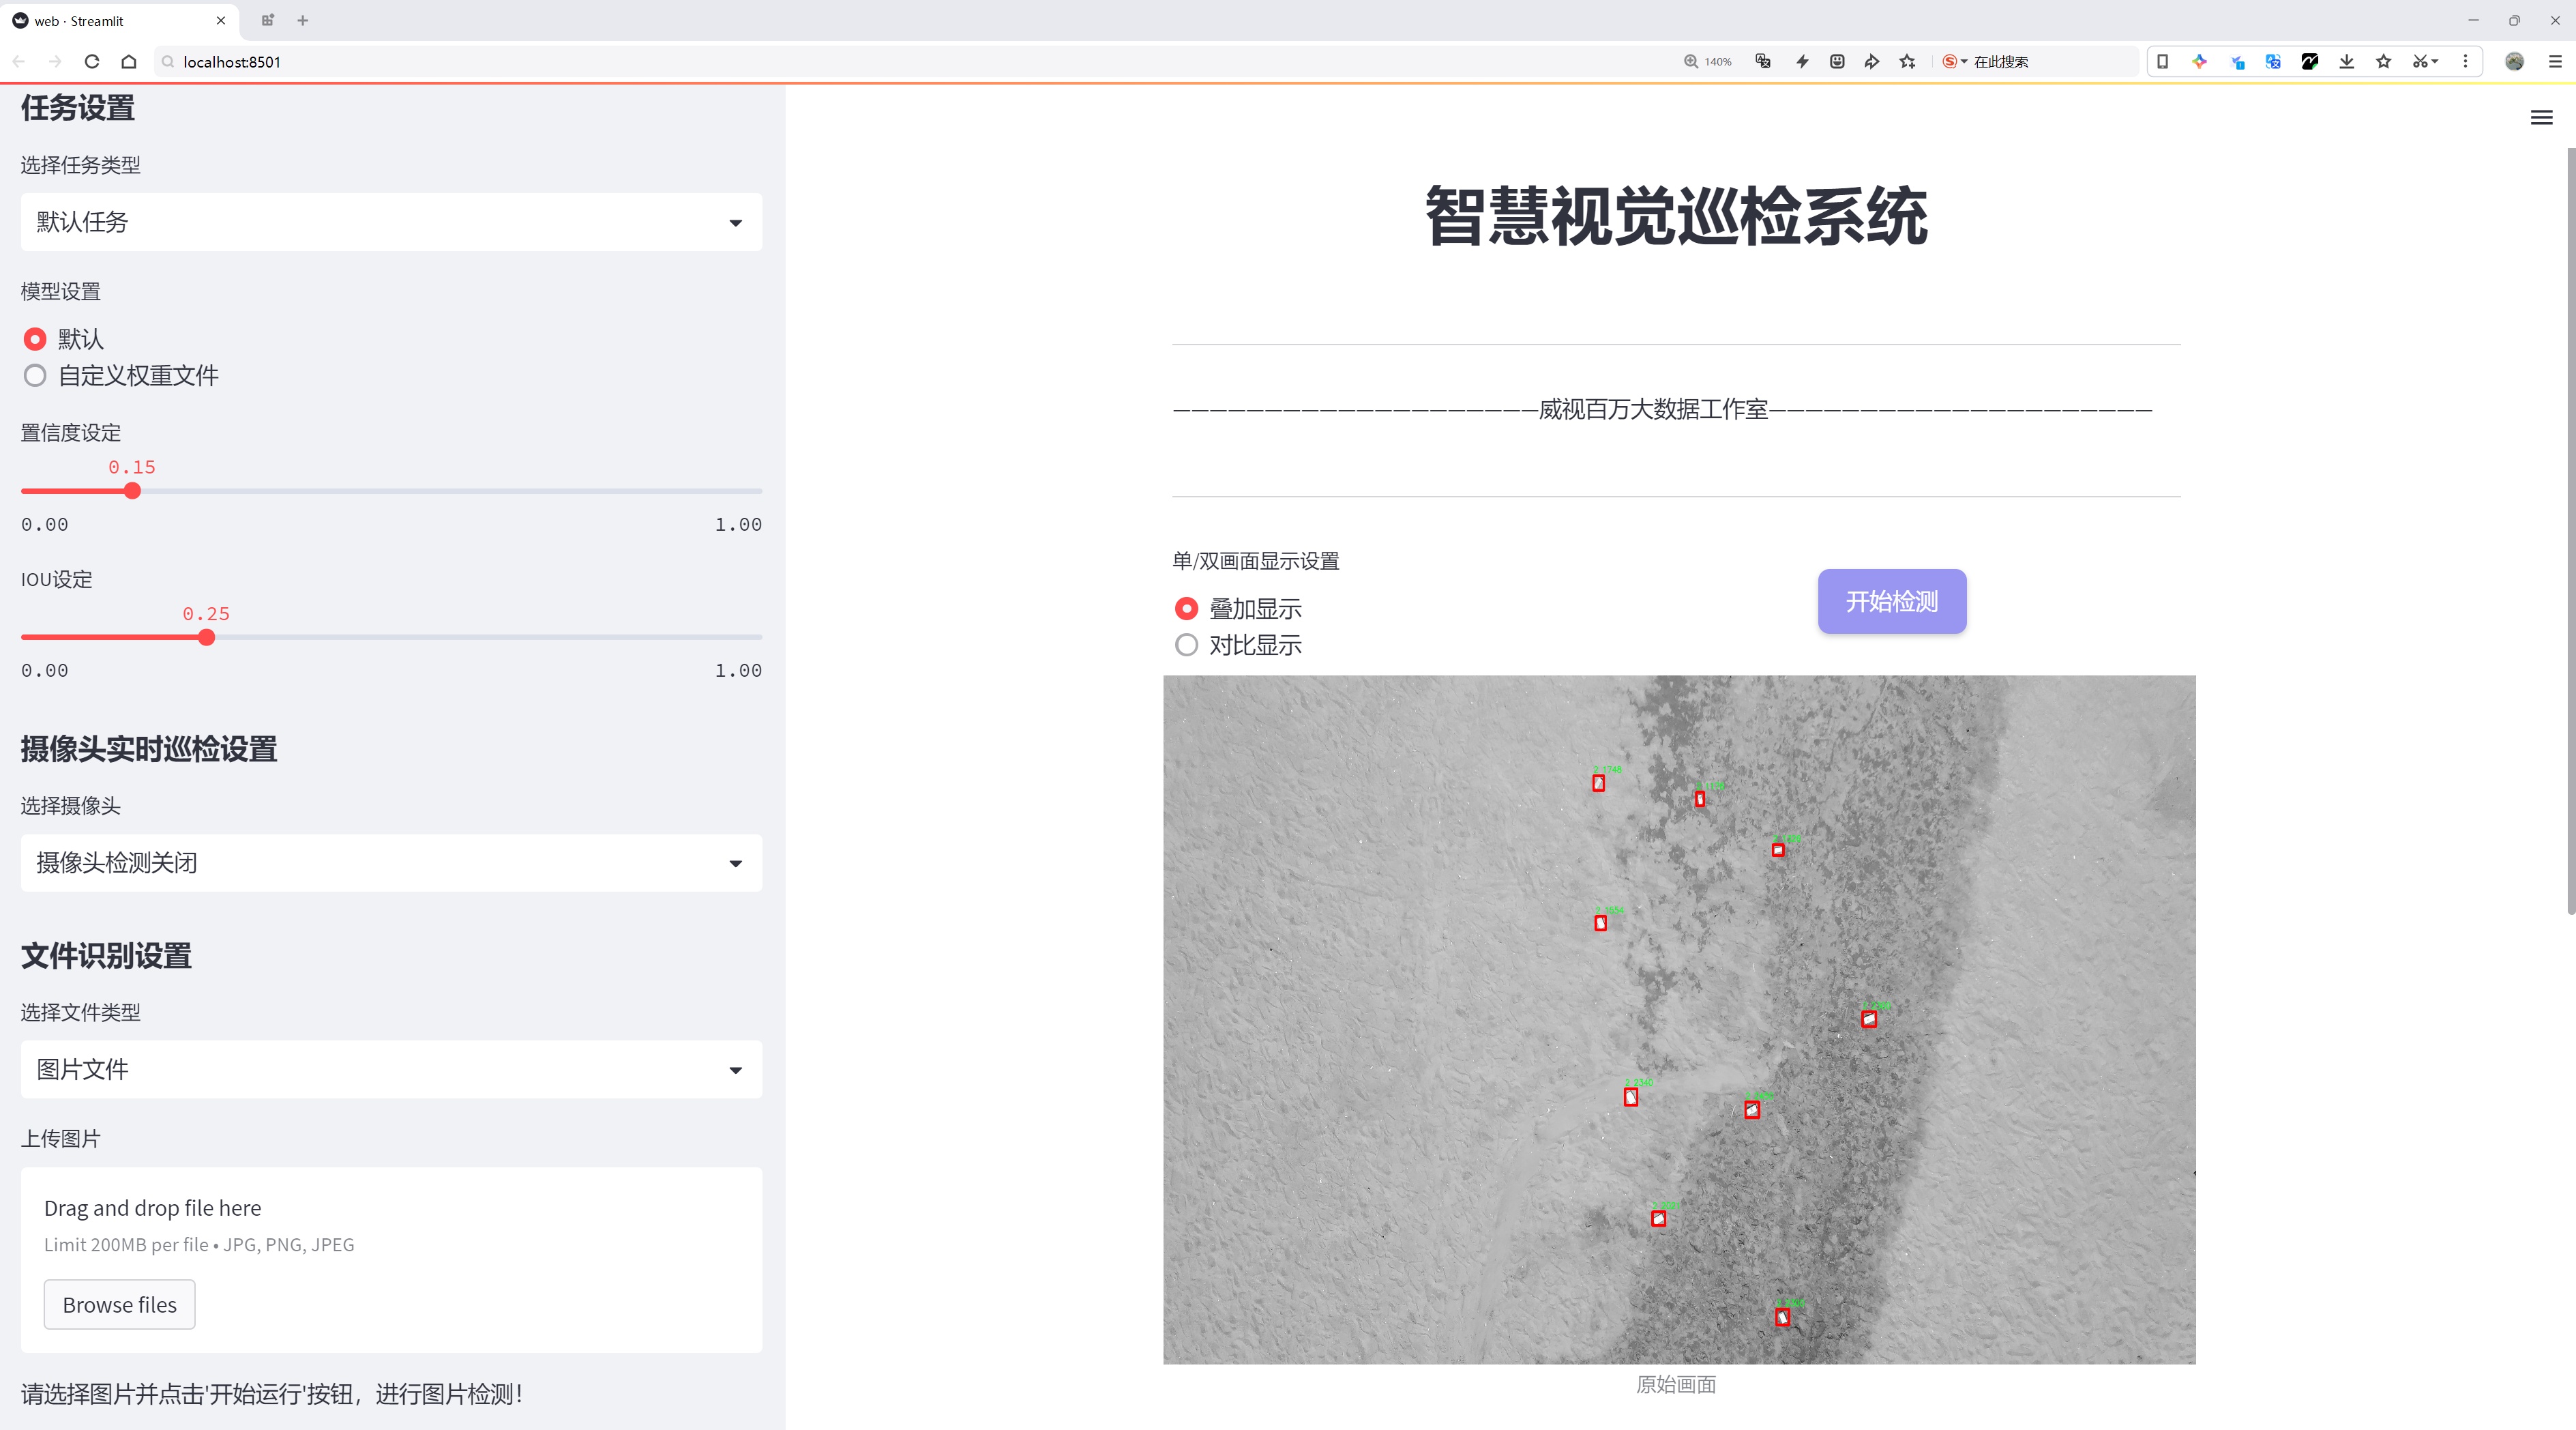 web · Streamlit
localhost:8501
140%
在此搜索
任务设置
选择任务类型
默认任务
模型设置
默认
自定义权重文件
置信度设定
0.15
0.00
1.00
IOU设定
0.25
0.00
1.00
摄像头实时巡检设置
选择摄像头
摄像头检测关闭
文件识别设置
选择文件类型
图片文件
上传图片
Drag and drop file here
Limit 200MB per file • JPG, PNG, JPEG
Browse files
请选择图片并点击'开始运行'按钮，进行图片检测！
智慧视觉巡检系统
————————————————————威视百万大数据工作室—————————————————————
单/双画面显示设置
叠加显示
对比显示
开始检测
2 1746
2 2340
原始画面